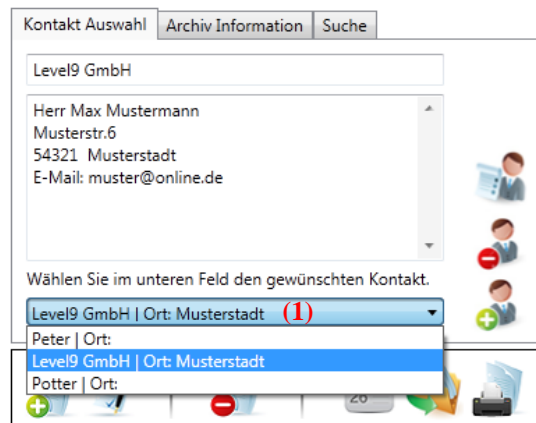 Kontakt Auswahl
Archiv Information
Suche
Level9 GmbH
Herr Max Mustermann
Musterstr.6
54321 Musterstadt
E-Mail: muster@online.de
Wählen Sie im unteren Feld den gewünschten Kontakt.
Level9 GmbH | Ort: Musterstadt (1)
Peter | Ort:
Level9 GmbH | Ort: Musterstadt
Potter | Ort:
26